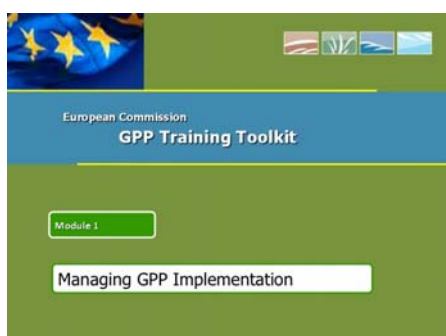 European Commission
GPP Training Toolkit
Module 1
Managing GPP Implementation